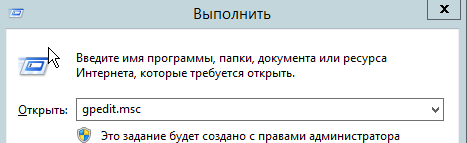 Выполнить
Введите имя программы, папки, документа или ресурса
Интернета, которые требуется открыть.
Открыть: gpedit.msc
Это задание будет создано с правами администратора